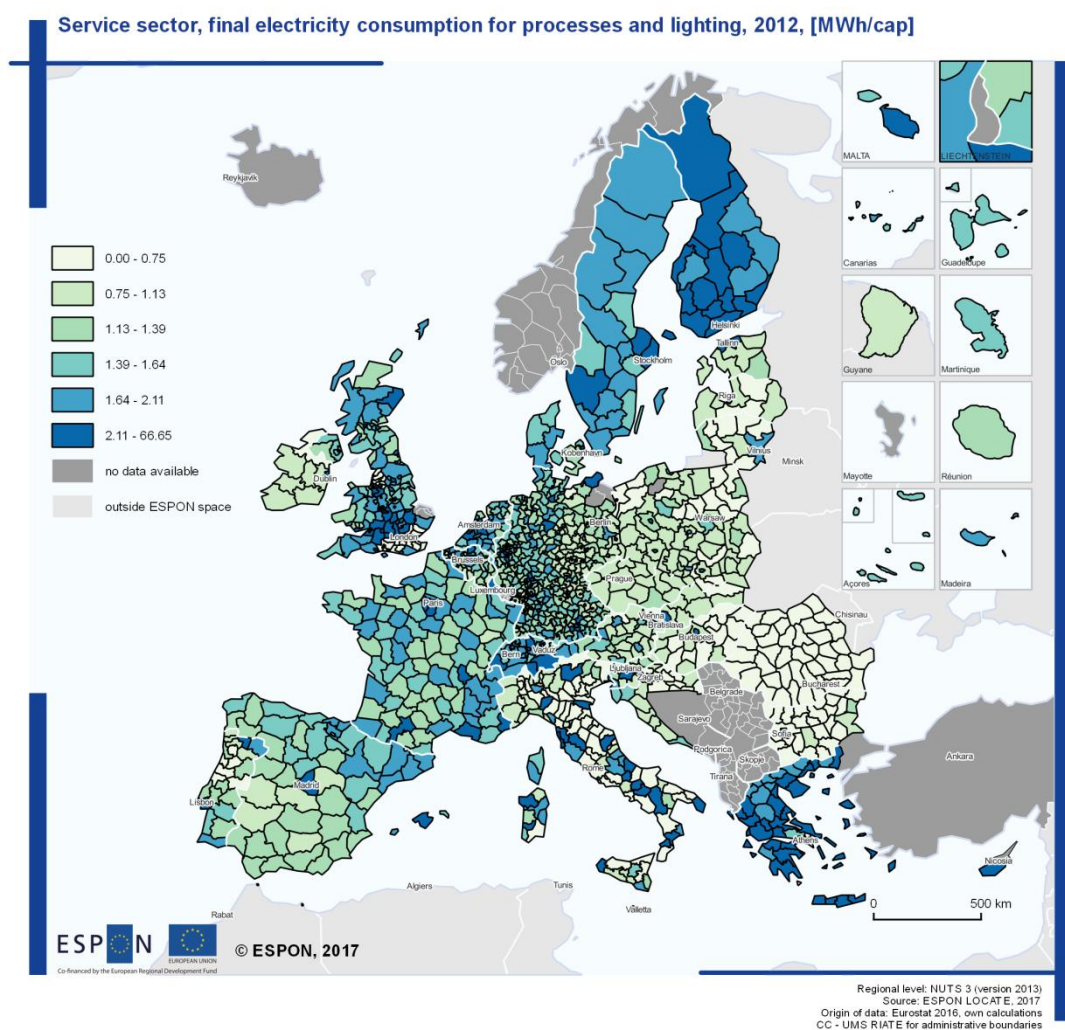 Service sector, final electricity consumption for processes and lighting, 2012, [MWh/cap]
MALTA
LIECHTENSTEIN
Reykjavik
Canarias
Guadeloupe
0.00 - 0.75
0.75 - 1.13
1.13 - 1.39
1.39 - 1.64
1.64 - 2.11
2.11 - 66.65
no data available
outside ESPON space
Helsinki
Tallinn
Oslo
Stockholm
Guyane
Martinique
Riga
Mayotte
Réunion
København
Vilnius
Minsk
Dublin
Amsterdam
Berlin
Warsaw
London
Brussels
Açores
Madeira
Prague
Luxembourg
Paris
Chisinau
Vienna
Bratislava
Budapest
Bern
Vaduz
Ljubljana
Zagreb
Bucharest
Belgrade
Sarajevo
Sofia
Podgorica
Skopje
Rome
Tirana
Ankara
Madrid
Lisbon
Athens
Nicosia
Algiers
Tunis
Rabat
Valletta
0 500 km
ESPON
EUROPEAN UNION
© ESPON, 2017
Co-financed by the European Regional Development Fund
Regional level: NUTS 3 (version 2013)
Source: ESPON LOCATE, 2017
Origin of data: Eurostat 2016, own calculations
CC - UMS RIATE for administrative boundaries